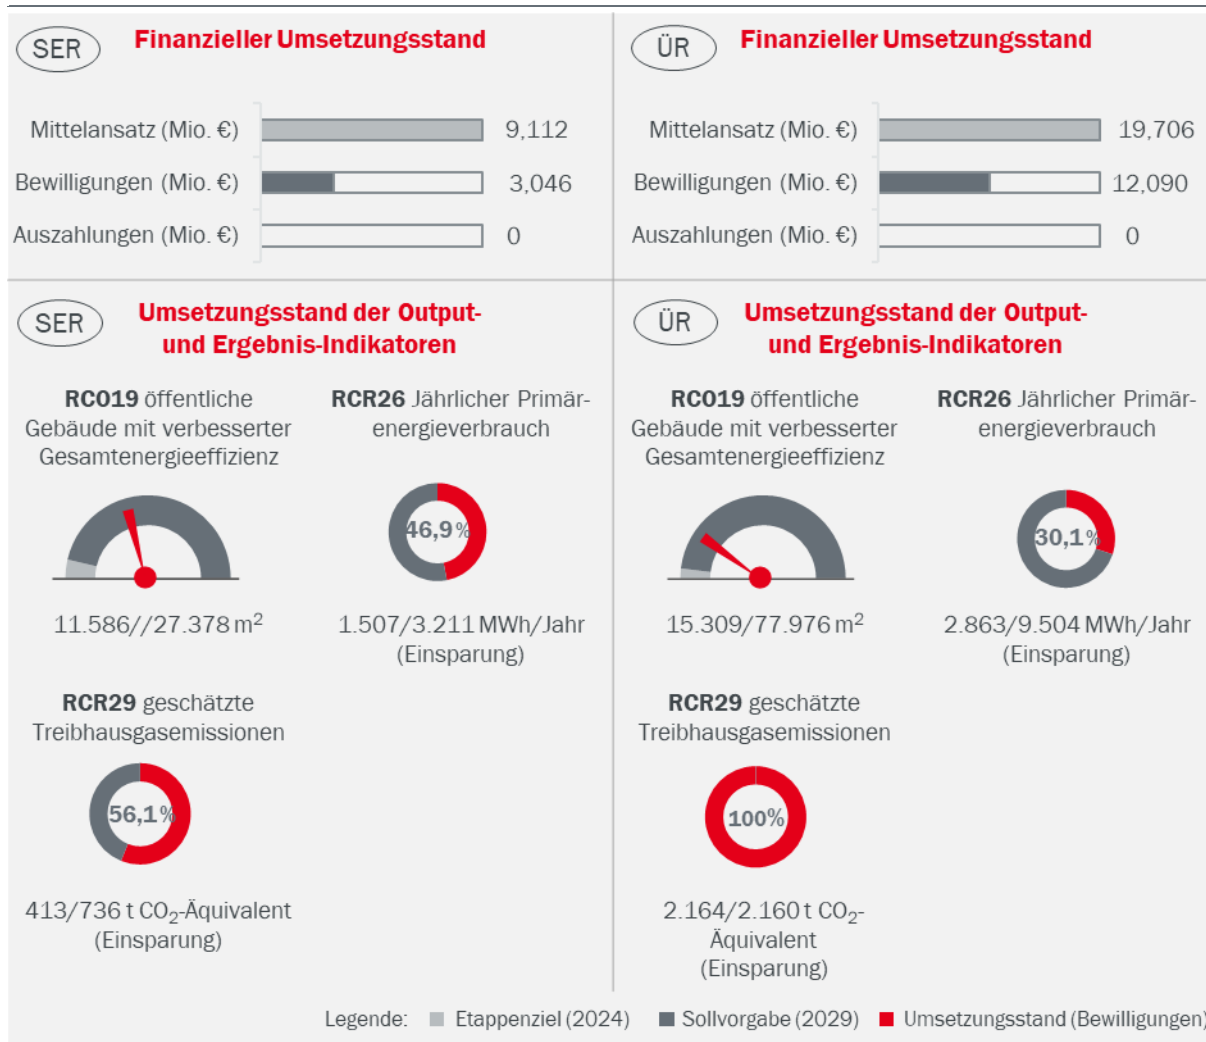 SER
Finanzieller Umsetzungsstand
Mittelansatz (Mio. €)
9,112
Bewilligungen (Mio. €)
3,046
Auszahlungen (Mio. €)
0
ÜR
Finanzieller Umsetzungsstand
Mittelansatz (Mio. €)
19,706
Bewilligungen (Mio. €)
12,090
Auszahlungen (Mio. €)
0
SER
Umsetzungsstand der Output-
und Ergebnis-Indikatoren
RCO19 öffentliche
Gebäude mit verbesserter
Gesamtenergieeffizienz
11.586//27.378 m²
RCR26 Jährlicher Primär-
energieverbrauch
46,9%
1.507/3.211 MWh/Jahr
(Einsparung)
RCR29 geschätzte
Treibhausgasemissionen
56,1%
413/736 t CO₂-Äquivalent
(Einsparung)
ÜR
Umsetzungsstand der Output-
und Ergebnis-Indikatoren
RCO19 öffentliche
Gebäude mit verbesserter
Gesamtenergieeffizienz
15.309/77.976 m²
RCR26 Jährlicher Primär-
energieverbrauch
30,1%
2.863/9.504 MWh/Jahr
(Einsparung)
RCR29 geschätzte
Treibhausgasemissionen
100%
2.164/2.160 t CO₂-
Äquivalent
(Einsparung)
Legende: Etappenziel (2024) Sollvorgabe (2029) Umsetzungsstand (Bewilligungen)